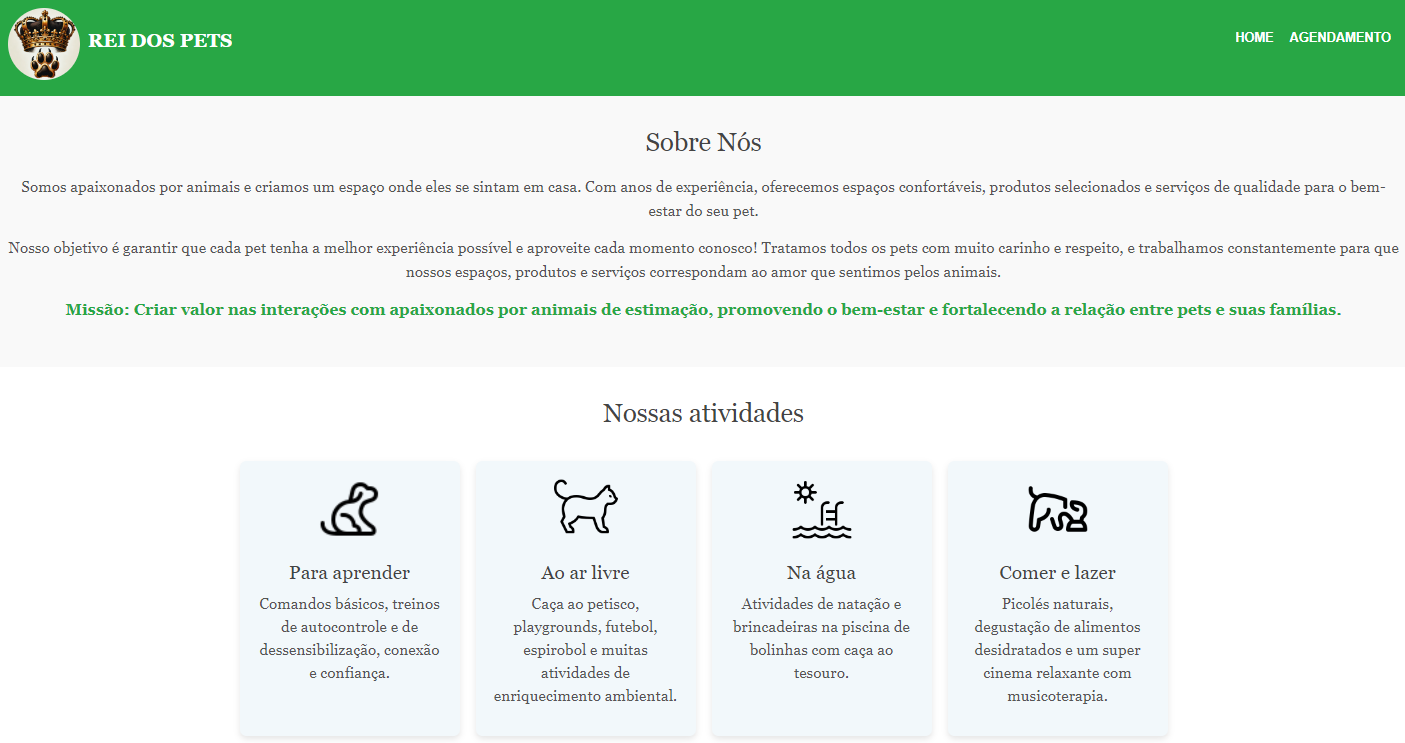 REI DOS PETS
HOME AGENDAMENTO
Sobre Nós
Somos apaixonados por animais e criamos um espaço onde eles se sintam em casa. Com anos de experiência, oferecemos espaços confortáveis, produtos selecionados e serviços de qualidade para o bem-
estar do seu pet.
Nosso objetivo é garantir que cada pet tenha a melhor experiência possível e aproveite cada momento conosco! Tratamos todos os pets com muito carinho e respeito, e trabalhamos constantemente para que
nossos espaços, produtos e serviços correspondam ao amor que sentimos pelos animais.
Missão: Criar valor nas interações com apaixonados por animais de estimação, promovendo o bem-estar e fortalecendo a relação entre pets e suas famílias.
Nossas atividades
Para aprender
Comandos básicos, treinos
de autocontrole e de
dessensibilização, conexão
e confiança.
Ao ar livre
Caça ao petisco,
playgrounds, futebol,
espirobol e muitas
atividades de
enriquecimento ambiental.
Na água
Atividades de natação e
brincadeiras na piscina de
bolinhas com caça ao
tesouro.
Comer e lazer
Picolés naturais,
degustação de alimentos
desidratados e um super
cinema relaxante com
musicoterapia.